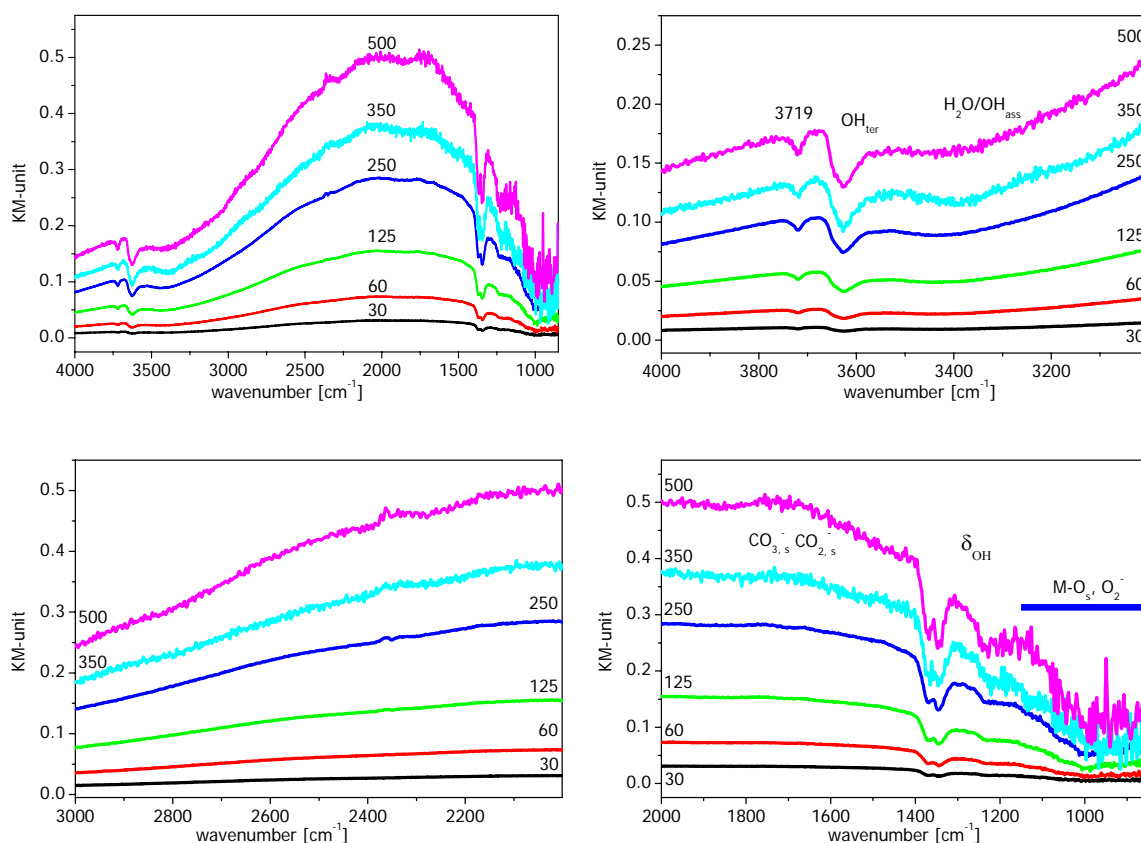 500
350
250
125
60
30
0.5
0.4
0.3
0.2
0.1
0.0
KM-unit
4000 3500 3000 2500 2000 1500 1000
wavenumber [cm⁻¹]
0.25
0.20
0.15
0.10
0.05
0.00
KM-unit
3719
OH_ter
H₂O/OH_ass
500
350
250
125
60
30
4000 3800 3600 3400 3200
wavenumber [cm⁻¹]
0.5
0.4
0.3
0.2
0.1
0.0
KM-unit
500
350
250
125
60
30
3000 2800 2600 2400 2200
wavenumber [cm⁻¹]
0.5
0.4
0.3
0.2
0.1
0.0
KM-unit
500
350
250
125
60
30
CO₃,ₛ⁻ CO₂,ₛ⁻
δ_OH
M-Oₛ, O₂⁻
2000 1800 1600 1400 1200 1000
wavenumber [cm⁻¹]